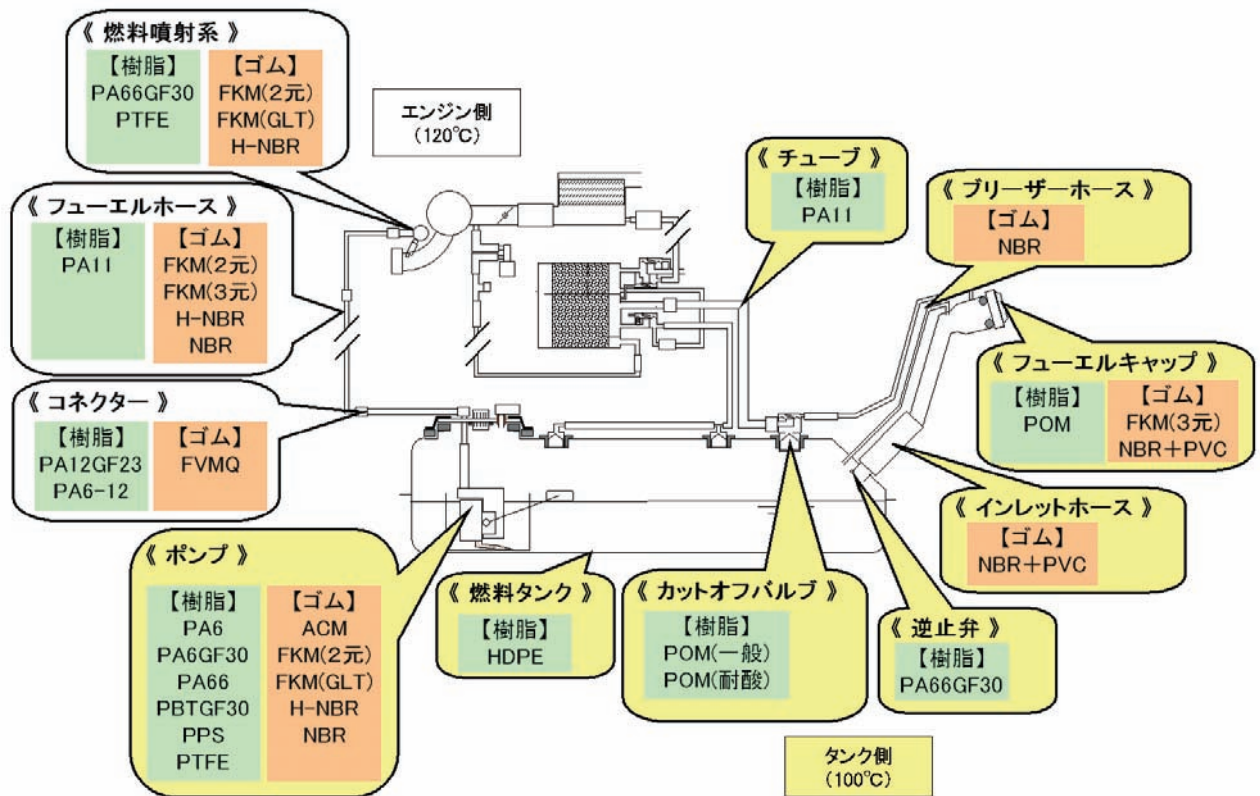 《 燃料噴射系 》
【樹脂】
PA66GF30
PTFE
【ゴム】
FKM(2元)
FKM(GLT)
H-NBR
エンジン側
(120℃)
《 フューエルホース 》
【樹脂】
PA11
【ゴム】
FKM(2元)
FKM(3元)
H-NBR
NBR
《 チューブ 》
【樹脂】
PA11
《 ブリーザーホース 》
【ゴム】
NBR
《 コネクター 》
【樹脂】
PA12GF23
PA6-12
【ゴム】
FVMQ
《 フューエルキャップ 》
【樹脂】
POM
【ゴム】
FKM(3元)
NBR+PVC
《 インレットホース 》
【ゴム】
NBR+PVC
《 ポンプ 》
【樹脂】
PA6
PA6GF30
PA66
PBTGF30
PPS
PTFE
【ゴム】
ACM
FKM(2元)
FKM(GLT)
H-NBR
NBR
《 燃料タンク 》
【樹脂】
HDPE
《 カットオフバルブ 》
【樹脂】
POM(一般)
POM(耐酸)
《 逆止弁 》
【樹脂】
PA66GF30
タンク側
(100℃)